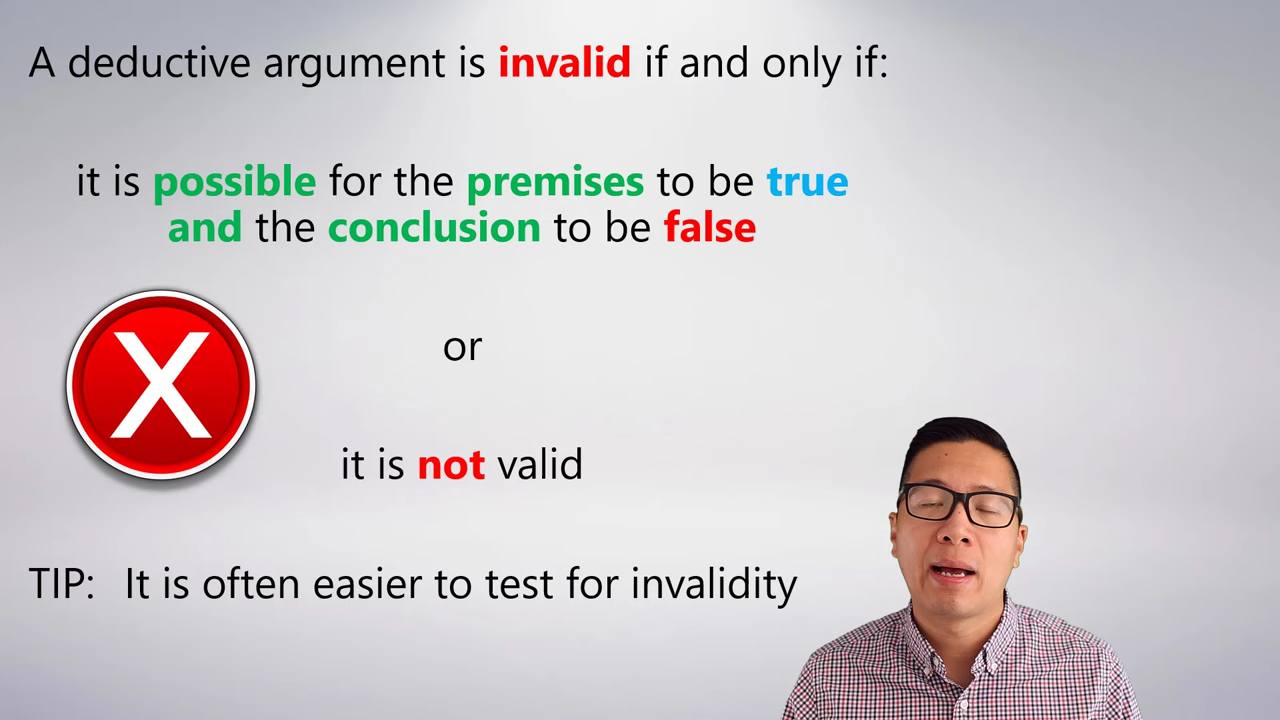 A deductive argument is invalid if and only if:
it is possible for the premises to be true
and the conclusion to be false
X
or
it is not valid
TIP: It is often easier to test for invalidity